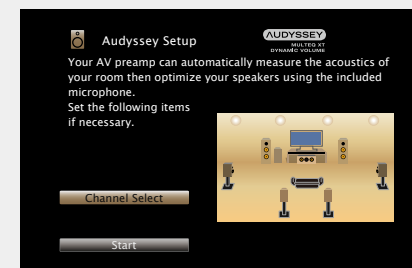 Audyssey Setup
AUDYSSEY
MULTEQ XT
DYNAMIC VOLUME
Your AV preamp can automatically measure the acoustics of
your room then optimize your speakers using the included
microphone.
Set the following items
if necessary.
Channel Select
Start